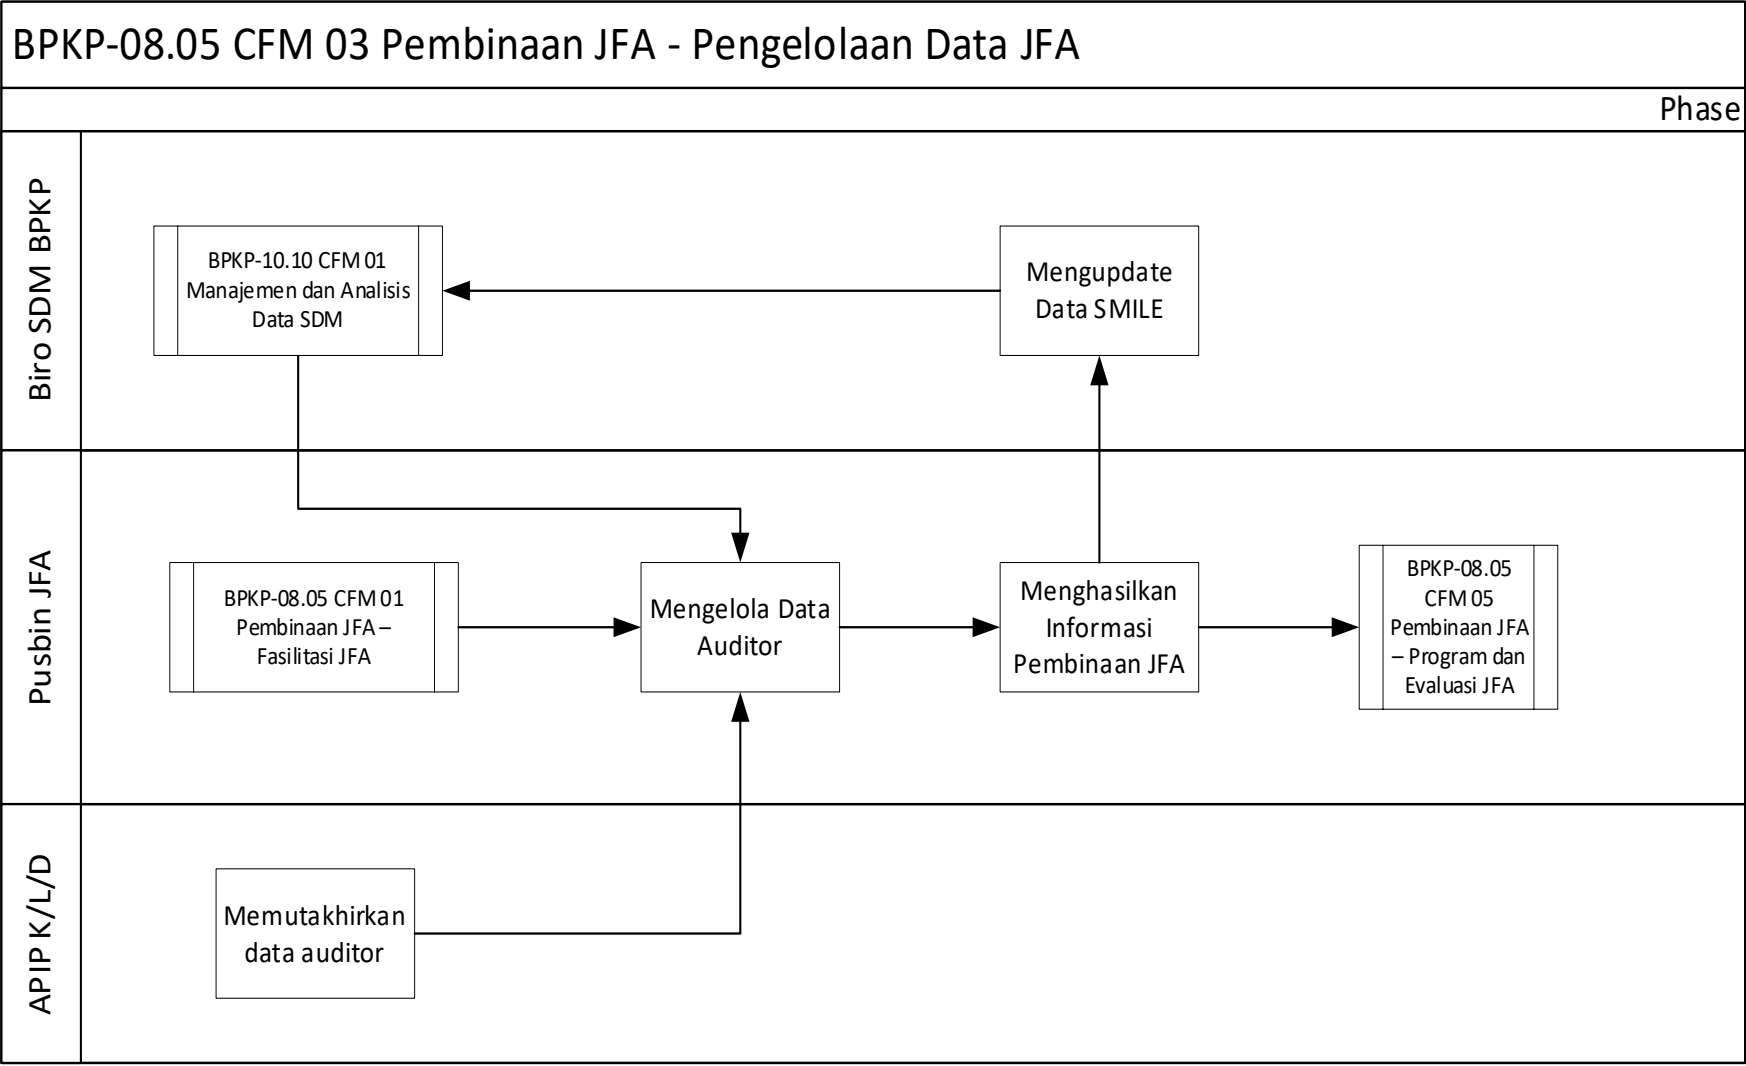 BPKP-08.05 CFM 03 Pembinaan JFA - Pengelolaan Data JFA
Phase
Biro SDM BPKP
BPKP-10.10 CFM 01
Manajemen dan Analisis
Data SDM
Mengupdate
Data SMILE
Pusbin JFA
BPKP-08.05 CFM 01
Pembinaan JFA –
Fasilitasi JFA
Mengelola Data
Auditor
Menghasilkan
Informasi
Pembinaan JFA
BPKP-08.05
CFM 05
Pembinaan JFA
– Program dan
Evaluasi JFA
APIP K/L/D
Memutakhirkan
data auditor